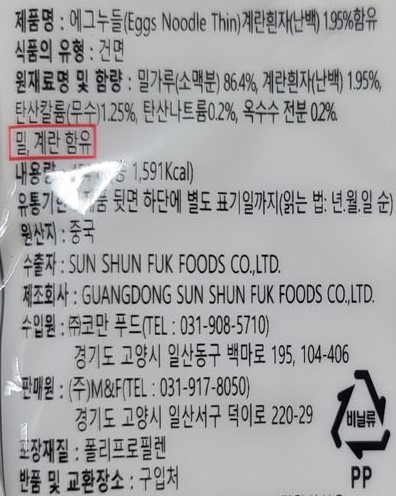 제품명 : 에그누들(Eggs Noodle Thin)계란흰자(난백) 1.95%함유
식품의 유형 : 건면
원재료명 및 함량 : 밀가루(소맥분) 86.4%, 계란흰자(난백) 1.95%,
탄산칼륨(무수)1.25%, 탄산나트륨0.2%, 옥수수 전분 0.2%.
밀, 계란 함유
내용량 1,591Kcal)
유통기한 제품 뒷면 하단에 별도 표기일까지(읽는 법: 년.월.일 순)
원산지 : 중국
수출자 : SUN SHUN FUK FOODS CO.,LTD.
제조회사 : GUANGDONG SUN SHUN FUK FOODS CO.,LTD.
수입원 : ㈜코만 푸드(TEL : 031-908-5710)
경기도 고양시 일산동구 백마로 195, 104-406
판매원 : (주)M&F(TEL : 031-917-8050)
경기도 고양시 일산서구 덕이로 220-29
포장재질 : 폴리프로필렌
반품 및 교환장소 : 구입처
비닐류
PP